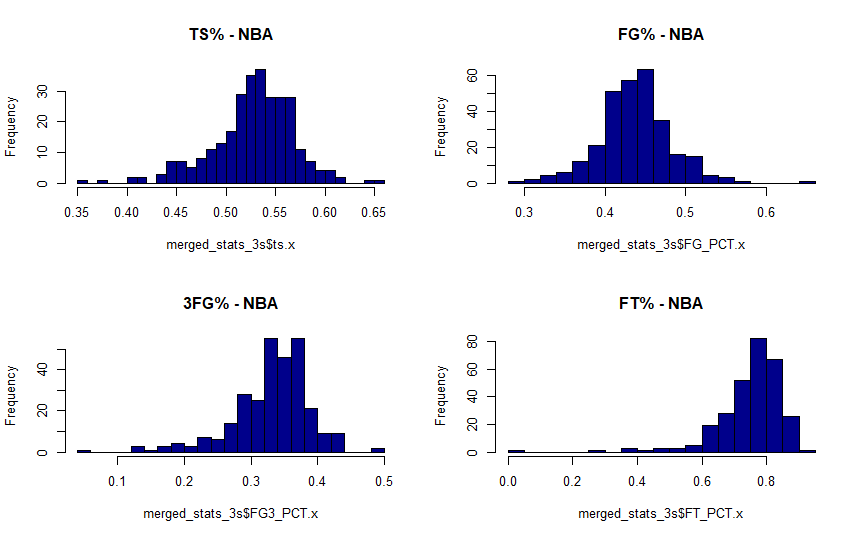 TS% - NBA
Frequency
0 10 20 30
0.35 0.40 0.45 0.50 0.55 0.60 0.65
merged_stats_3s$ts.x
FG% - NBA
Frequency
0 20 40 60
0.3 0.4 0.5 0.6
merged_stats_3s$FG_PCT.x
3FG% - NBA
Frequency
0 20 40
0.1 0.2 0.3 0.4 0.5
merged_stats_3s$FG3_PCT.x
FT% - NBA
Frequency
0 20 40 60 80
0.0 0.2 0.4 0.6 0.8
merged_stats_3s$FT_PCT.x